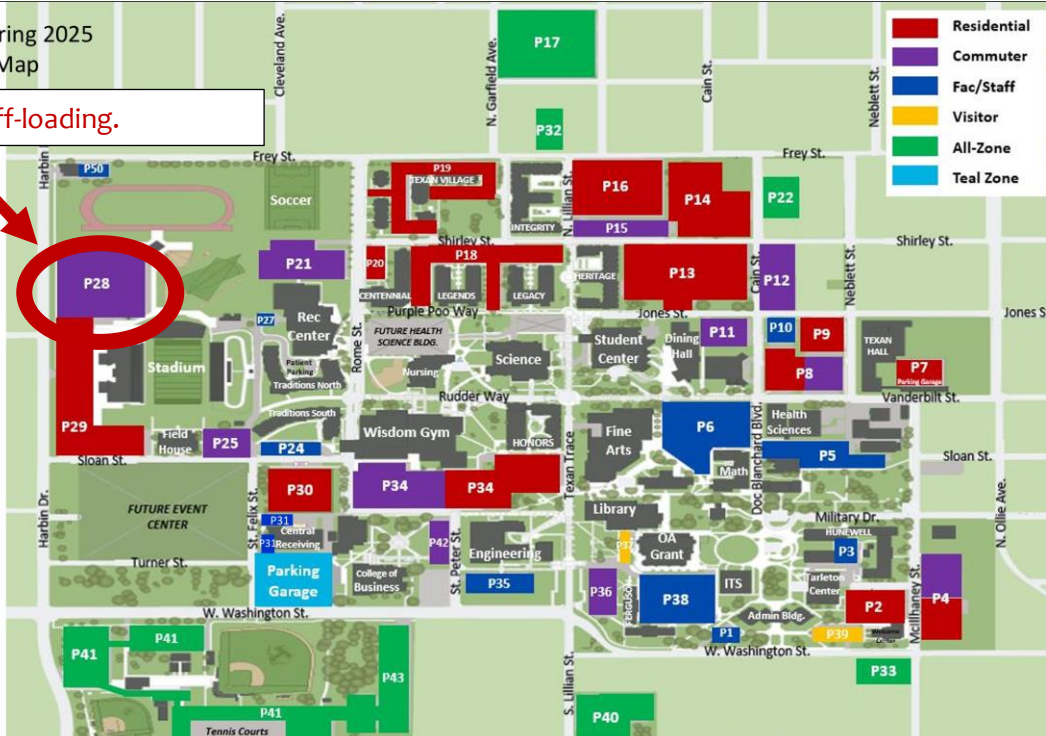 ring 2025
Map
ff-loading.
Residential
Commuter
Fac/Staff
Visitor
All-Zone
Teal Zone
Cleveland Ave.
N. Garfield Ave.
Cain St.
Neblett St.
P17
P32
Harbin
Frey St.
Frey St.
P50
P19
TEXAN VILLAGE
Soccer
INTEGRITY
N. Lillian St.
P16
P14
P15
P22
Shirley St.
Shirley St.
P28
P21
P20
P18
CENTENNIAL
LEGENDS
LEGACY
HERITAGE
P13
Cain St.
P12
Neblett St.
Purple Poo Way
Jones St.
Jones S
P27
Rec
Center
Rome St.
FUTURE HEALTH
SCIENCE BLDG.
Science
Student
Center
Dining
Hall
P11
P10
P9
TEXAN
HALL
Stadium
Patient
Parking
Traditions North
Nursing
P8
P7
Parking Garage
Rudder Way
Vanderbilt St.
Traditions South
P29
Field
House
P25
P24
Wisdom Gym
HONORS
Texan Trace
Fine
Arts
P6
Math
Doc Blanchard Blvd.
Health
Sciences
P5
Sloan St.
Sloan St.
FUTURE EVENT
CENTER
Harbin Dr.
St. Felix St.
P30
P34
P34
P31
P31
Central
Receiving
P42
St. Peter St.
Engineering
Library
OA
Grant
Military Dr.
HUNEWELL
P3
N. Ollie Ave.
Turner St.
Parking
Garage
College of
Business
P35
P36
FERGUSON
P38
ITS
Tarleton
Center
McIlhaney St.
P4
P2
Admin Bldg.
W. Washington St.
P1
P39
W. Washington St.
P41
P41
P43
P41
Tennis Courts
S. Lillian St.
P40
P33